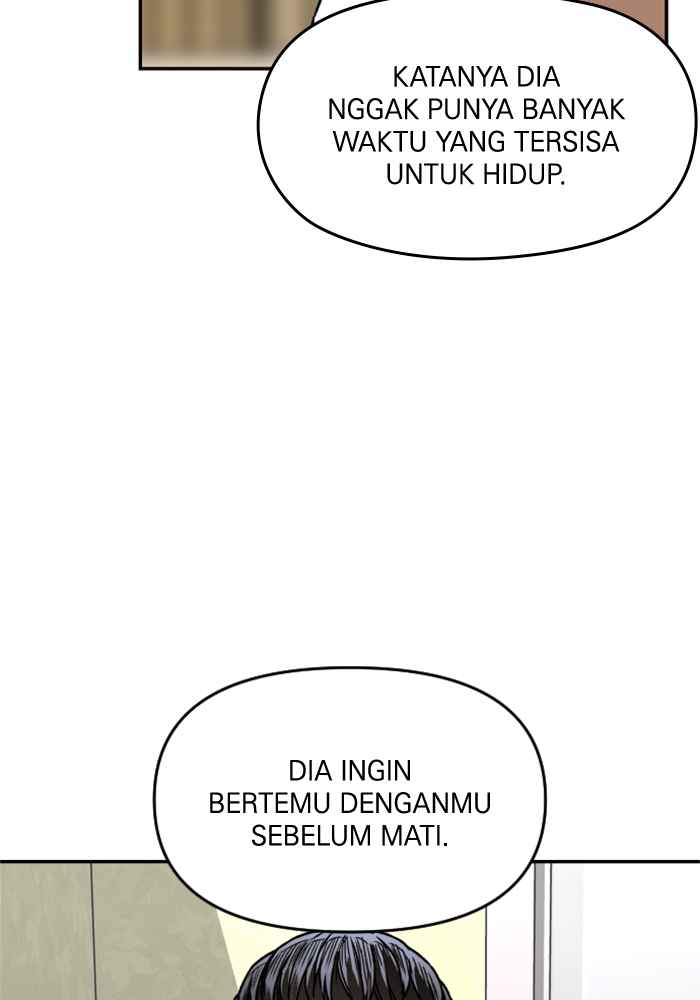 KATANYA DIA
NGGAK PUNYA BANYAK
WAKTU YANG TERSISA
UNTUK HIDUP.
DIA INGIN
BERTEMU DENGANMU
SEBELUM MATI.